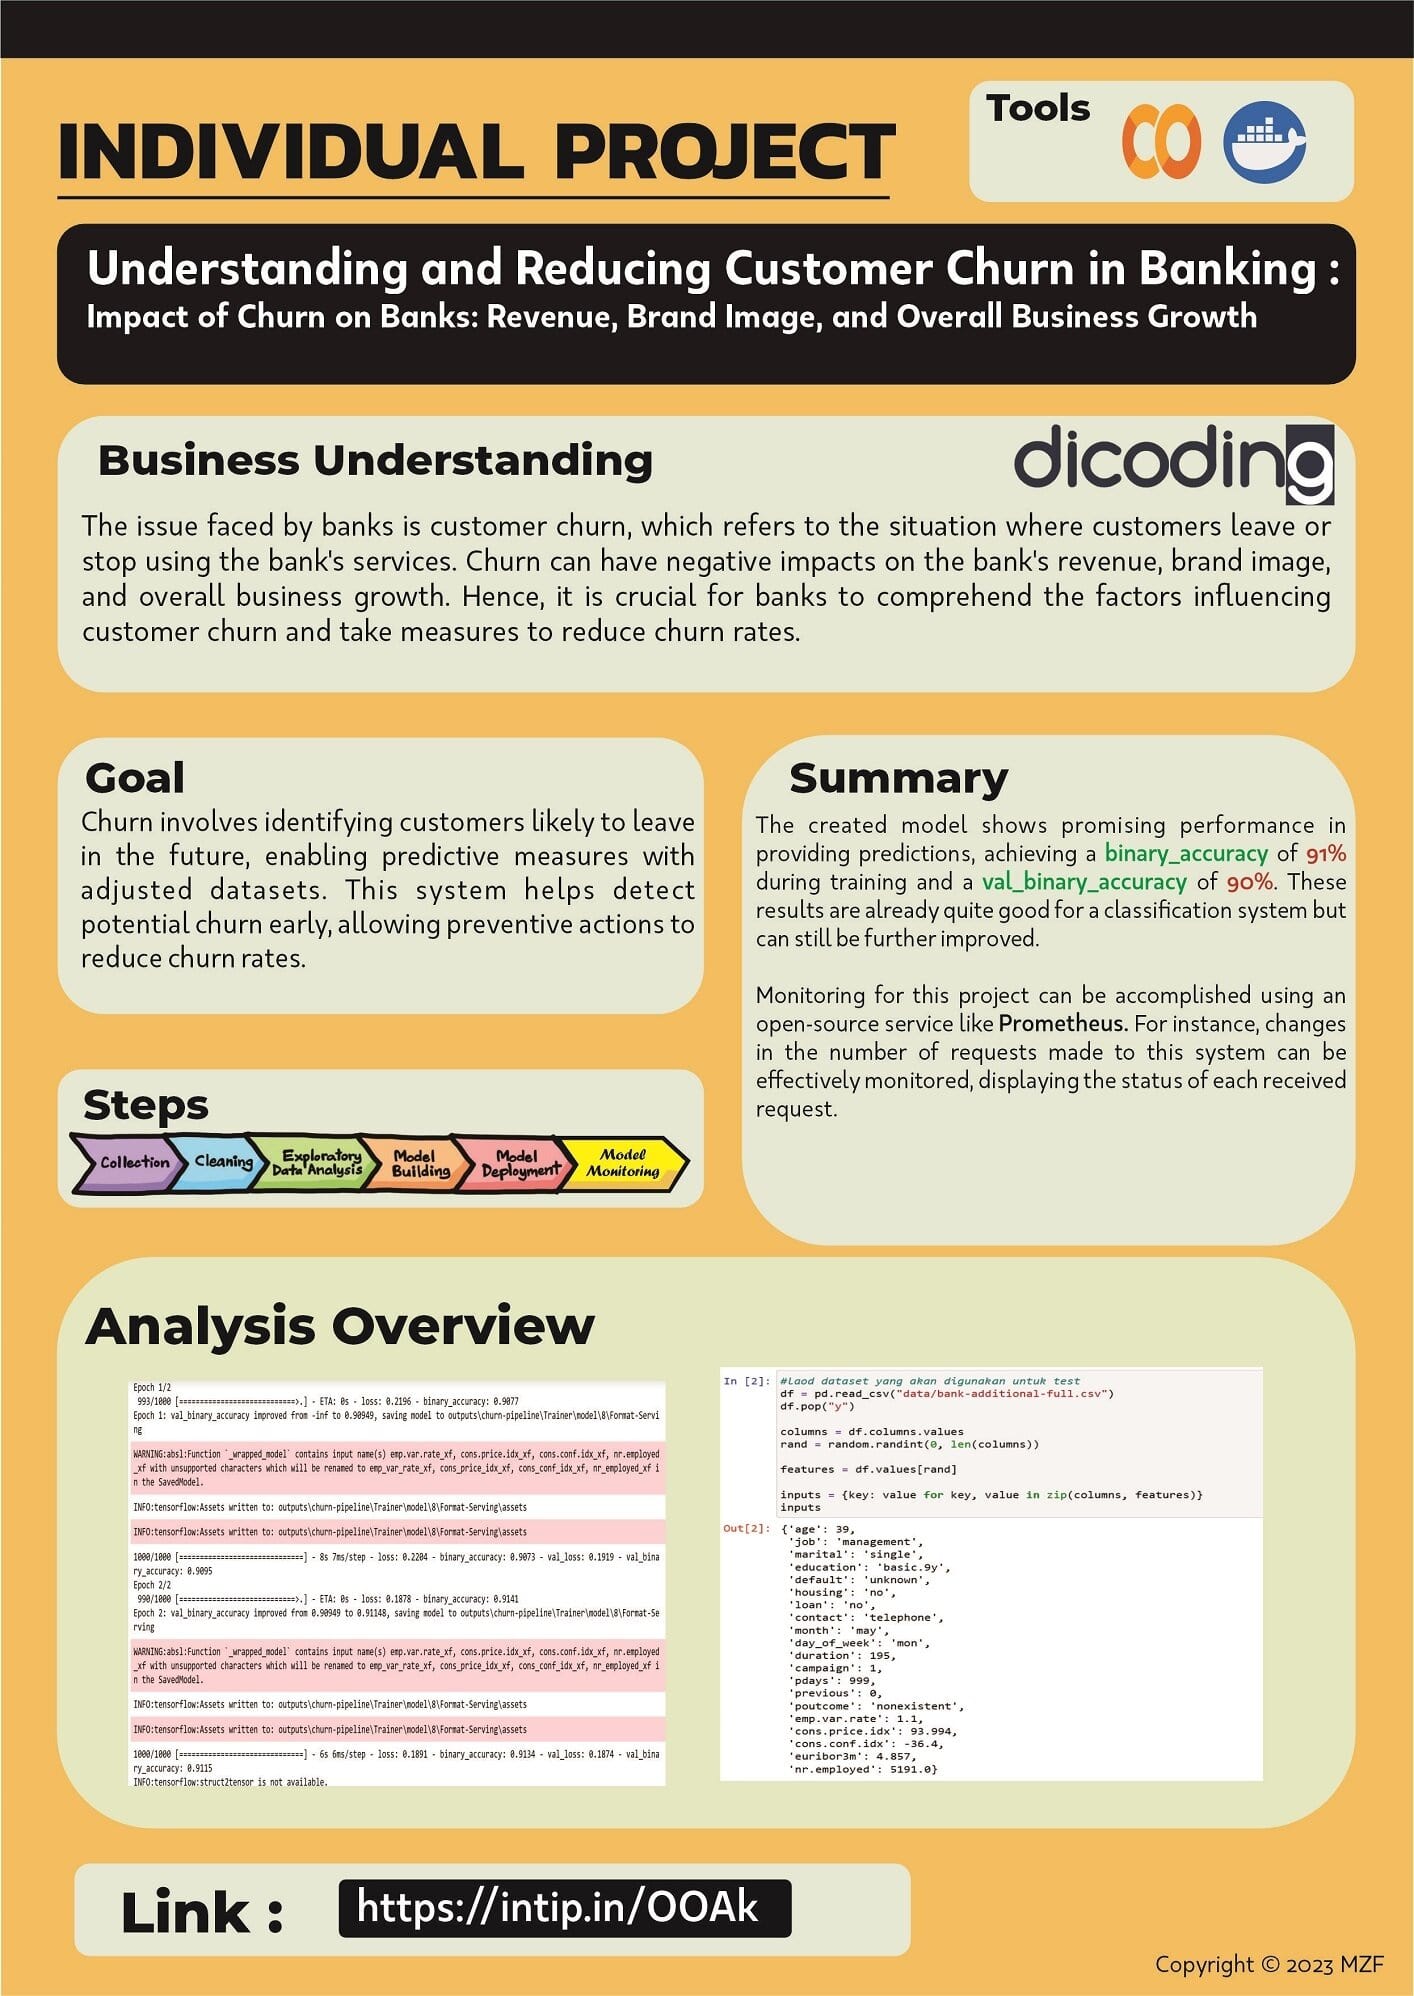 INDIVIDUAL PROJECT
Tools
Understanding and Reducing Customer Churn in Banking :
Impact of Churn on Banks: Revenue, Brand Image, and Overall Business Growth
Business Understanding
dicoding
The issue faced by banks is customer churn, which refers to the situation where customers leave or
stop using the bank's services. Churn can have negative impacts on the bank's revenue, brand image,
and overall business growth. Hence, it is crucial for banks to comprehend the factors influencing
customer churn and take measures to reduce churn rates.
Goal
Churn involves identifying customers likely to leave
in the future, enabling predictive measures with
adjusted datasets. This system helps detect
potential churn early, allowing preventive actions to
reduce churn rates.
Steps
Collection
Cleaning
Exploratory
Data Analysis
Model
Building
Model
Deployment
Model
Monitoring
Summary
The created model shows promising performance in
providing predictions, achieving a binary_accuracy of 91%
during training and a val_binary_accuracy of 90%. These
results are already quite good for a classification system but
can still be further improved.
Monitoring for this project can be accomplished using an
open-source service like Prometheus. For instance, changes
in the number of requests made to this system can be
effectively monitored, displaying the status of each received
request.
Analysis Overview
Epoch 1/2
993/1000 [============================>.] - ETA: 0s - loss: 0.2196 - binary_accuracy: 0.9077
Epoch 1: val_binary_accuracy improved from -inf to 0.90949, saving model to outputs\churn-pipeline\Trainer\model\8\Format-Servi
ng
WARNING:absl:Function `_wrapped_model` contains input name(s) emp.var.rate_xf, cons.price.idx_xf, cons.conf.idx_xf, nr.employed
_xf with unsupported characters which will be renamed to emp_var_rate_xf, cons_price_idx_xf, cons_conf_idx_xf, nr_employed_xf i
n the SavedModel.
INFO:tensorflow:Assets written to: outputs\churn-pipeline\Trainer\model\8\Format-Serving\assets
INFO:tensorflow:Assets written to: outputs\churn-pipeline\Trainer\model\8\Format-Serving\assets
1000/1000 [==============================] - 8s 7ms/step - loss: 0.2204 - binary_accuracy: 0.9073 - val_loss: 0.1919 - val_bina
ry_accuracy: 0.9095
Epoch 2/2
990/1000 [============================>.] - ETA: 0s - loss: 0.1878 - binary_accuracy: 0.9141
Epoch 2: val_binary_accuracy improved from 0.90949 to 0.91148, saving model to outputs\churn-pipeline\Trainer\model\8\Format-Se
rving
WARNING:absl:Function `_wrapped_model` contains input name(s) emp.var.rate_xf, cons.price.idx_xf, cons.conf.idx_xf, nr.employed
_xf with unsupported characters which will be renamed to emp_var_rate_xf, cons_price_idx_xf, cons_conf_idx_xf, nr_employed_xf i
n the SavedModel.
INFO:tensorflow:Assets written to: outputs\churn-pipeline\Trainer\model\8\Format-Serving\assets
INFO:tensorflow:Assets written to: outputs\churn-pipeline\Trainer\model\8\Format-Serving\assets
1000/1000 [==============================] - 6s 6ms/step - loss: 0.1891 - binary_accuracy: 0.9134 - val_loss: 0.1874 - val_bina
ry_accuracy: 0.9115
INFO:tensorflow:struct2tensor is not available.
In [2]: #Laod dataset yang akan digunakan untuk test
df = pd.read_csv("data/bank-additional-full.csv")
df.pop("y")
columns = df.columns.values
rand = random.randint(0, len(columns))
features = df.values[rand]
inputs = {key: value for key, value in zip(columns, features)}
inputs
Out[2]: {'age': 39,
'job': 'management',
'marital': 'single',
'education': 'basic.9y',
'default': 'unknown',
'housing': 'no',
'loan': 'no',
'contact': 'telephone',
'month': 'may',
'day_of_week': 'mon',
'duration': 195,
'campaign': 1,
'pdays': 999,
'previous': 0,
'poutcome': 'nonexistent',
'emp.var.rate': 1.1,
'cons.price.idx': 93.994,
'cons.conf.idx': -36.4,
'euribor3m': 4.857,
'nr.employed': 5191.0}
Link :
https://intip.in/OOAk
Copyright © 2023 MZF